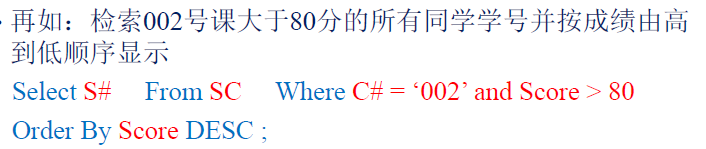 · 再如：检索002号课大于80分的所有同学学号并按成绩由高
到低顺序显示
Select S# From SC Where C# = ‘002’ and Score > 80
Order By Score DESC ;